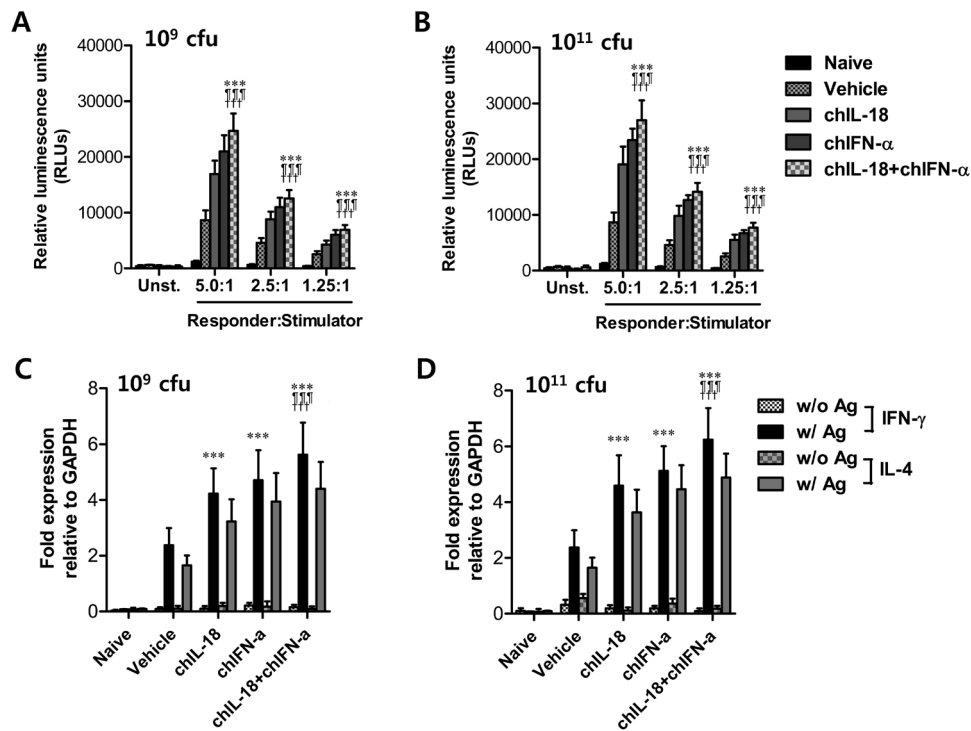 A
10⁹ cfu
Relative luminescence units
(RLUs)
40000
30000
20000
10000
0
***
¶¶¶
†††
***
¶¶¶
†††
***
¶¶¶
†††
Unst. 5.0:1 2.5:1 1.25:1
Responder:Stimulator
B
10¹¹ cfu
Relative luminescence units
(RLUs)
40000
30000
20000
10000
0
***
¶¶¶
†††
***
¶¶¶
†††
***
¶¶¶
†††
Unst. 5.0:1 2.5:1 1.25:1
Responder:Stimulator
Naive
Vehicle
chIL-18
chIFN-α
chIL-18+chIFN-α
C
10⁹ cfu
Fold expression
relative to GAPDH
8
6
4
2
0
***
***
***
¶¶¶
†††
Naive
Vehicle
chIL-18
chIFN-a
chIL-18+chIFN-a
D
10¹¹ cfu
Fold expression
relative to GAPDH
8
6
4
2
0
***
***
***
¶¶¶
†††
Naive
Vehicle
chIL-18
chIFN-a
chIL-18+chIFN-a
w/o Ag
w/ Ag
IFN-γ
w/o Ag
w/ Ag
IL-4